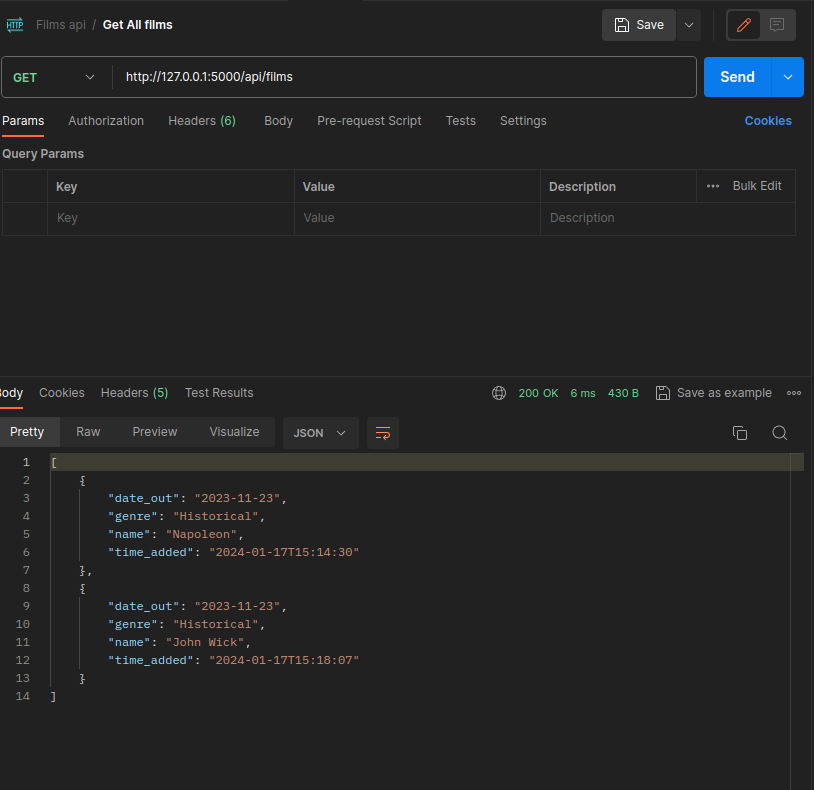 HTTP Films api / Get All films Save
GET http://127.0.0.1:5000/api/films Send
Params Authorization Headers (6) Body Pre-request Script Tests Settings Cookies
Query Params
Key Value Description ••• Bulk Edit
Key Value Description
ody Cookies Headers (5) Test Results 200 OK 6 ms 430 B Save as example •••
Pretty Raw Preview Visualize JSON
1 [
2 {
3 "date_out": "2023-11-23",
4 "genre": "Historical",
5 "name": "Napoleon",
6 "time_added": "2024-01-17T15:14:30"
7 },
8 {
9 "date_out": "2023-11-23",
10 "genre": "Historical",
11 "name": "John Wick",
12 "time_added": "2024-01-17T15:18:07"
13 }
14 ]